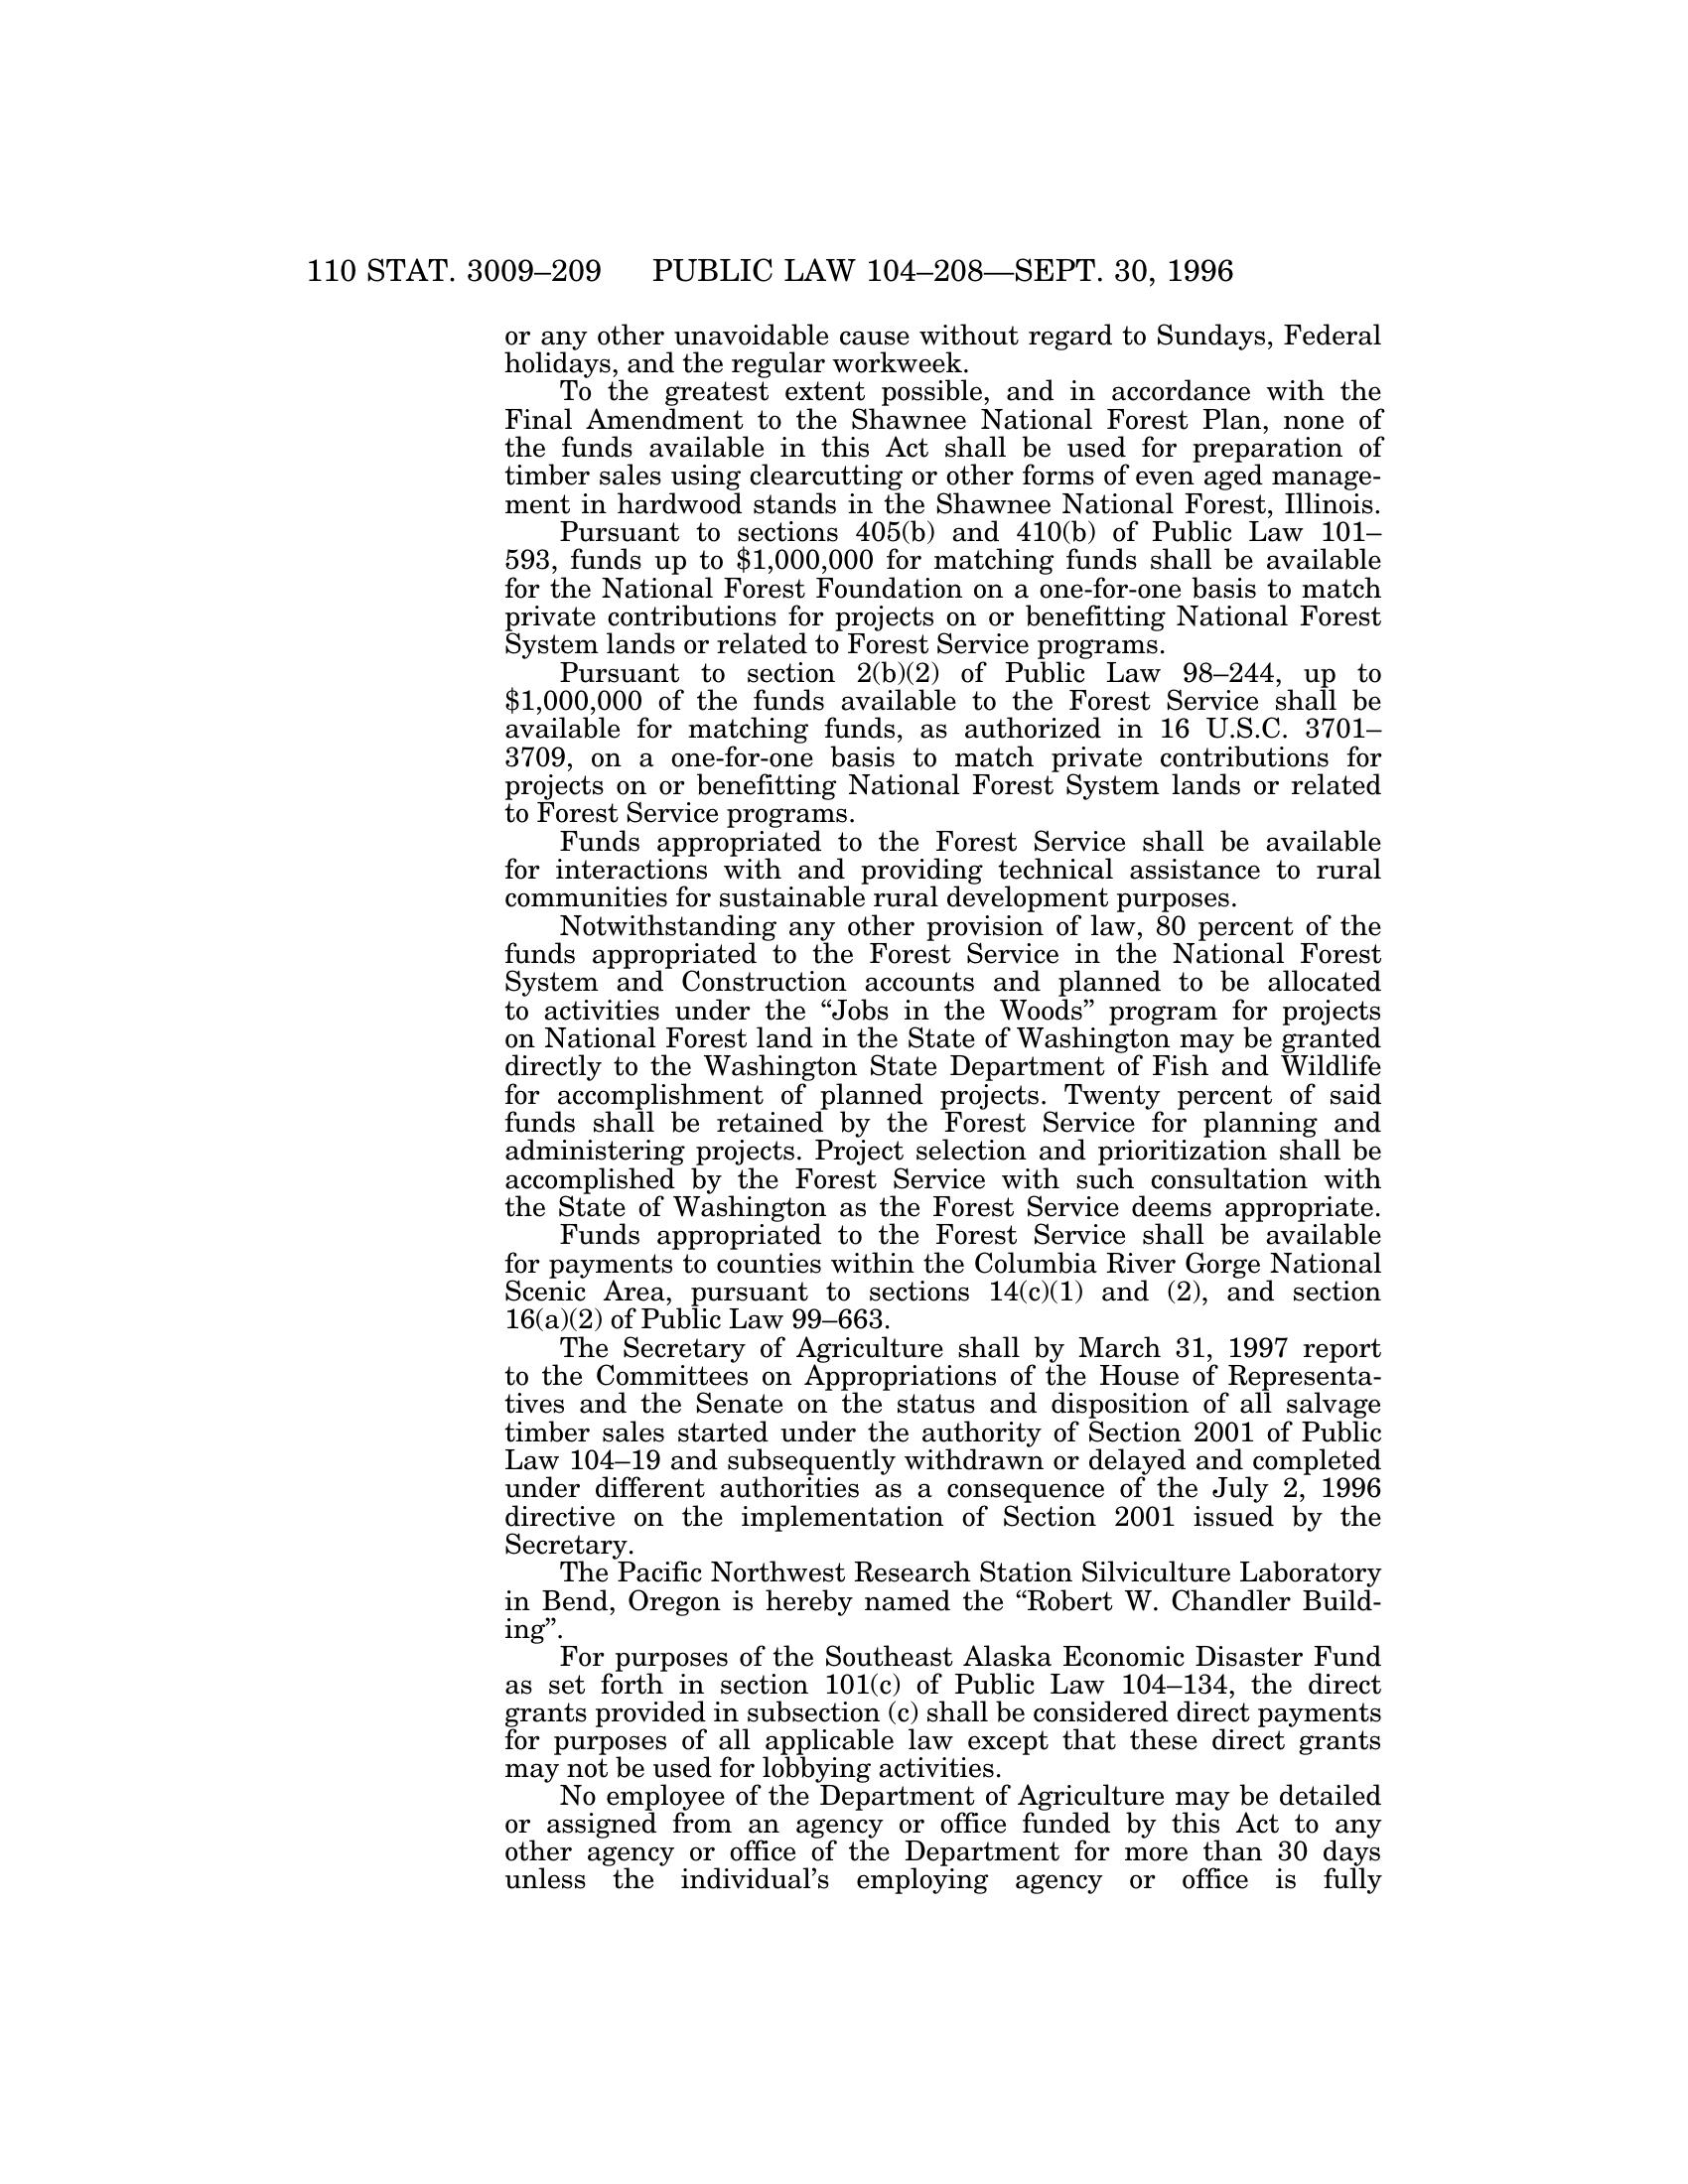 110 STAT. 3009–209 PUBLIC LAW 104–208—SEPT. 30, 1996
or any other unavoidable cause without regard to Sundays, Federal
holidays, and the regular workweek.
To the greatest extent possible, and in accordance with the
Final Amendment to the Shawnee National Forest Plan, none of
the funds available in this Act shall be used for preparation of
timber sales using clearcutting or other forms of even aged manage-
ment in hardwood stands in the Shawnee National Forest, Illinois.
Pursuant to sections 405(b) and 410(b) of Public Law 101–
593, funds up to $1,000,000 for matching funds shall be available
for the National Forest Foundation on a one-for-one basis to match
private contributions for projects on or benefitting National Forest
System lands or related to Forest Service programs.
Pursuant to section 2(b)(2) of Public Law 98–244, up to
$1,000,000 of the funds available to the Forest Service shall be
available for matching funds, as authorized in 16 U.S.C. 3701–
3709, on a one-for-one basis to match private contributions for
projects on or benefitting National Forest System lands or related
to Forest Service programs.
Funds appropriated to the Forest Service shall be available
for interactions with and providing technical assistance to rural
communities for sustainable rural development purposes.
Notwithstanding any other provision of law, 80 percent of the
funds appropriated to the Forest Service in the National Forest
System and Construction accounts and planned to be allocated
to activities under the “Jobs in the Woods” program for projects
on National Forest land in the State of Washington may be granted
directly to the Washington State Department of Fish and Wildlife
for accomplishment of planned projects. Twenty percent of said
funds shall be retained by the Forest Service for planning and
administering projects. Project selection and prioritization shall be
accomplished by the Forest Service with such consultation with
the State of Washington as the Forest Service deems appropriate.
Funds appropriated to the Forest Service shall be available
for payments to counties within the Columbia River Gorge National
Scenic Area, pursuant to sections 14(c)(1) and (2), and section
16(a)(2) of Public Law 99–663.
The Secretary of Agriculture shall by March 31, 1997 report
to the Committees on Appropriations of the House of Representa-
tives and the Senate on the status and disposition of all salvage
timber sales started under the authority of Section 2001 of Public
Law 104–19 and subsequently withdrawn or delayed and completed
under different authorities as a consequence of the July 2, 1996
directive on the implementation of Section 2001 issued by the
Secretary.
The Pacific Northwest Research Station Silviculture Laboratory
in Bend, Oregon is hereby named the “Robert W. Chandler Build-
ing”.
For purposes of the Southeast Alaska Economic Disaster Fund
as set forth in section 101(c) of Public Law 104–134, the direct
grants provided in subsection (c) shall be considered direct payments
for purposes of all applicable law except that these direct grants
may not be used for lobbying activities.
No employee of the Department of Agriculture may be detailed
or assigned from an agency or office funded by this Act to any
other agency or office of the Department for more than 30 days
unless the individual’s employing agency or office is fully